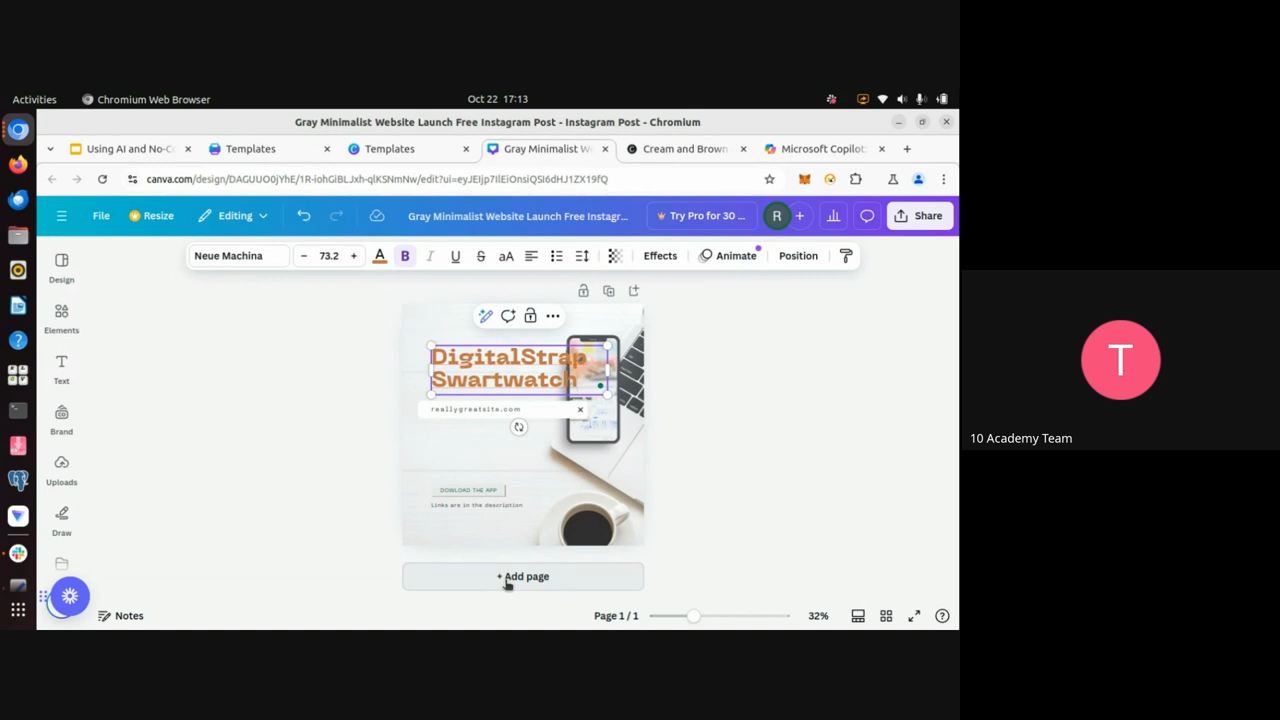 Activities
Chromium Web Browser
Oct 22 17:13
Gray Minimalist Website Launch Free Instagram Post - Instagram Post - Chromium
Using AI and No-C
Templates
Templates
Gray Minimalist W
Cream and Brown
Microsoft Copilot:
canva.com/design/DAGUUO0jYhE/1R-iohGiBLJxh-qlKSNmNw/edit?ui=eyJEIjp7IlEiOnsiQSI6dHJ1ZX19fQ
File
Resize
Editing
Gray Minimalist Website Launch Free Instagr...
Try Pro for 30 ...
R
Share
Neue Machina
– 73.2 +
A
B
I
U
S
aA
Effects
Animate
Position
Design
Elements
Text
Brand
Uploads
Draw
DigitalStrap
Swartwatch
reallygreatsite.com
DOWLOAD THE APP
Links are in the description
+ Add page
Notes
Page 1 / 1
32%
T
10 Academy Team